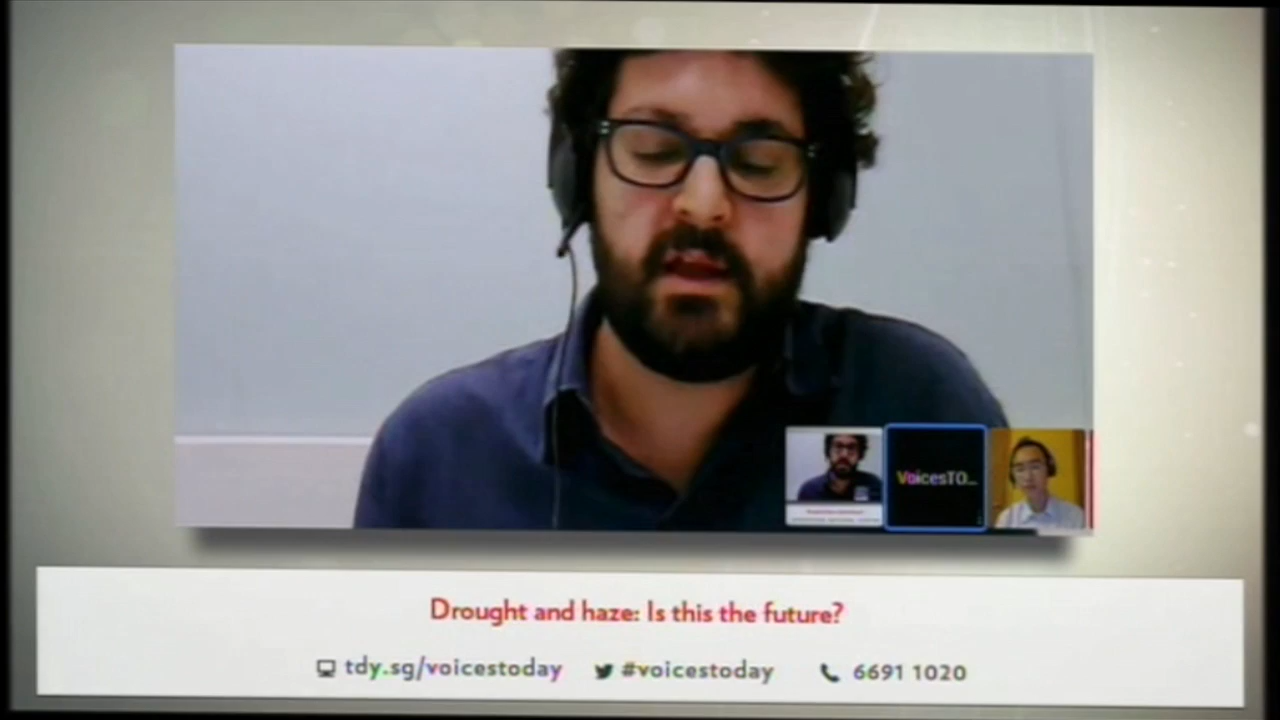 VoicesTO...
Drought and haze: Is this the future?
tdy.sg/voicestoday #voicestoday 6691 1020